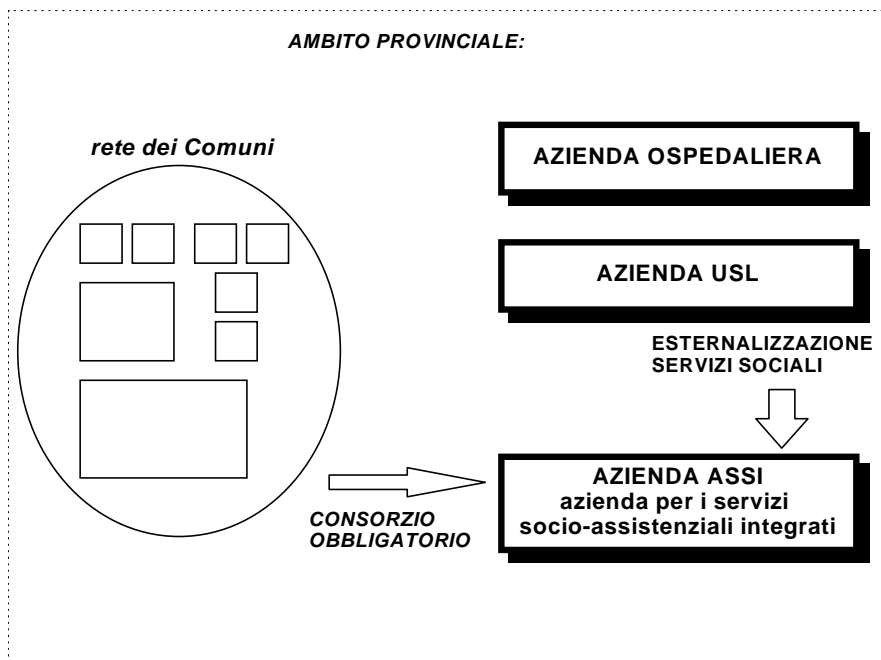 AMBITO PROVINCIALE:
rete dei Comuni
AZIENDA OSPEDALIERA
AZIENDA USL
ESTERNALIZZAZIONE
SERVIZI SOCIALI
AZIENDA ASSI
azienda per i servizi
socio-assistenziali integrati
CONSORZIO
OBBLIGATORIO